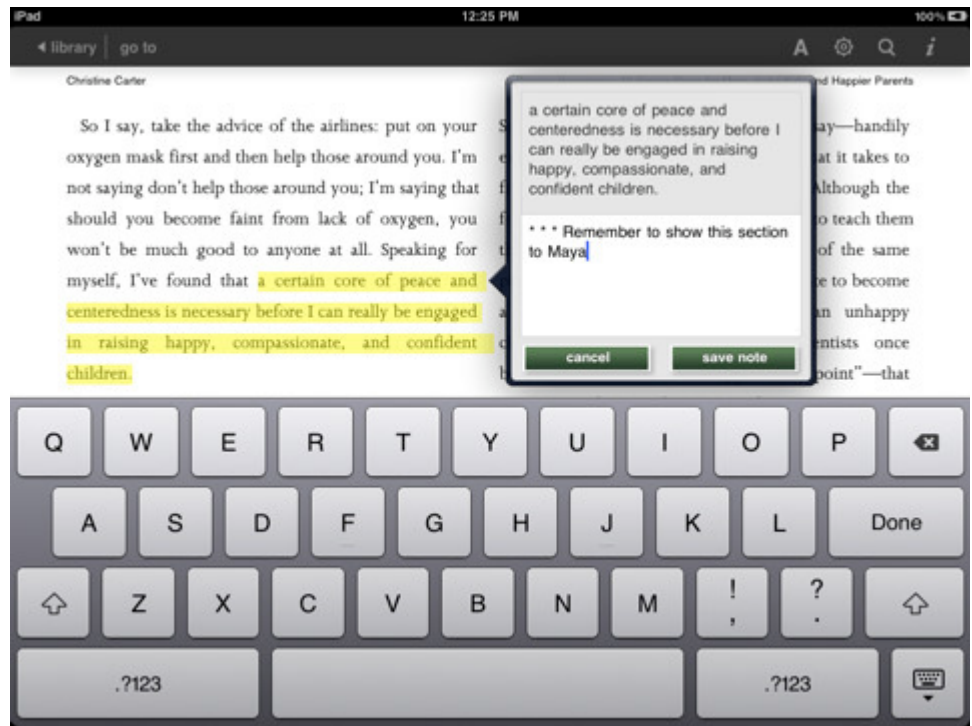 iPad 12:25 PM 100%
library go to A i
Christine Carter
nd Happier Parents
So I say, take the advice of the airlines: put on your
oxygen mask first and then help those around you. I'm
not saying don't help those around you; I'm saying that
should you become faint from lack of oxygen, you
won't be much good to anyone at all. Speaking for
myself, I've found that a certain core of peace and
centeredness is necessary before I can really be engaged
in raising happy, compassionate, and confident
children.
a certain core of peace and
centeredness is necessary before I
can really be engaged in raising
happy, compassionate, and
confident children.
* * * Remember to show this section
to Maya
cancel save note
ay—handily
at it takes to
Although the
o teach them
of the same
e to become
an unhappy
entists once
point"—that
Q W E R T Y U I O P
A S D F G H J K L Done
Z X C V B N M ! , ? .
.?123 .?123